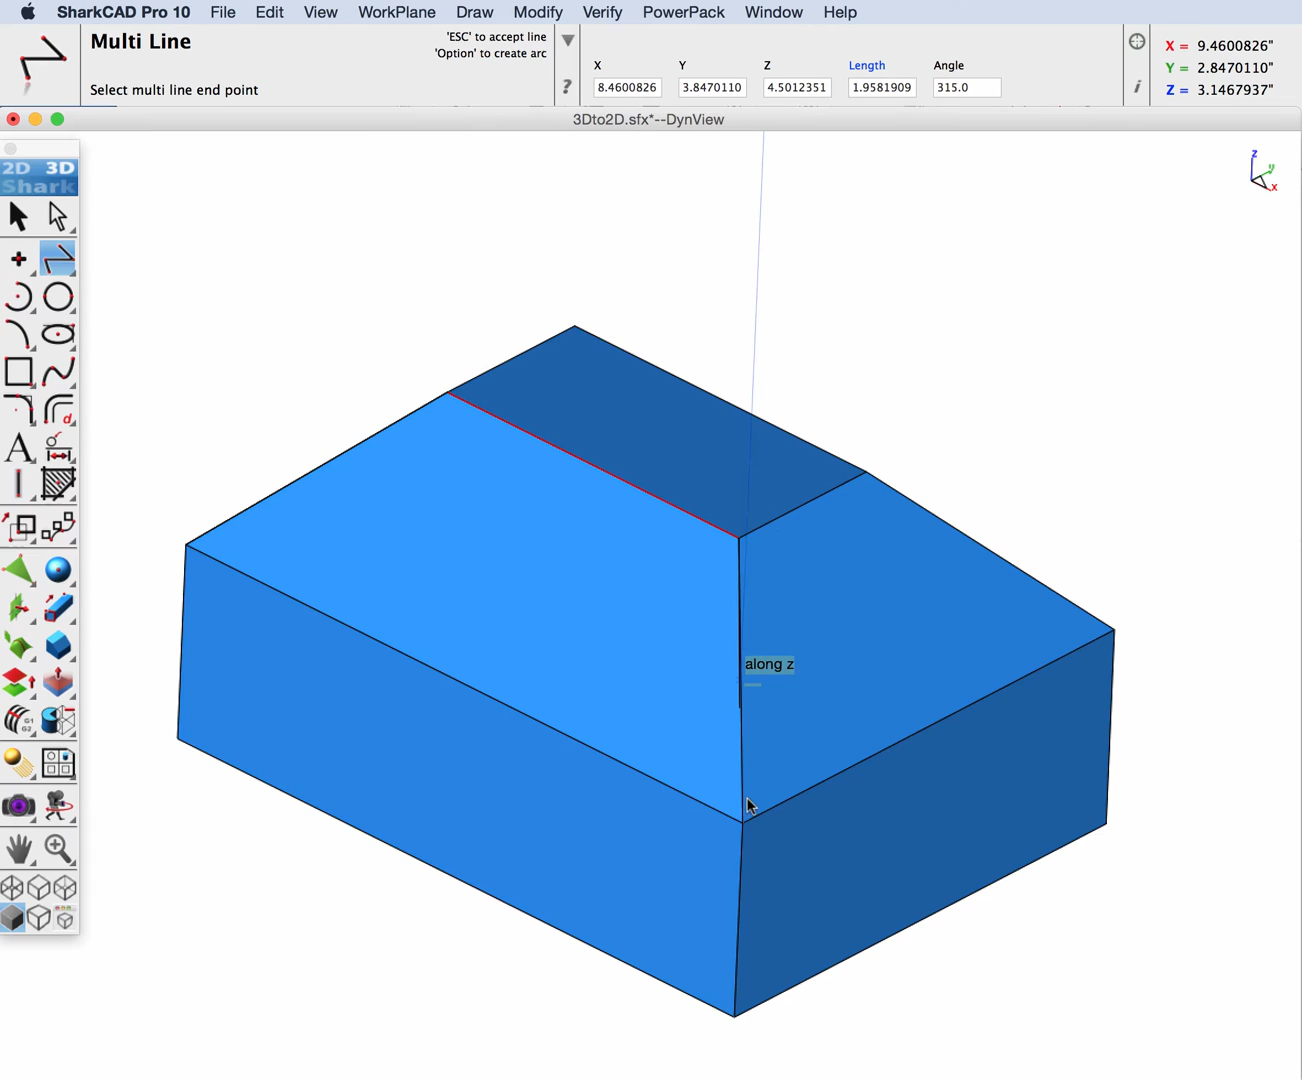 SharkCAD Pro 10 File Edit View WorkPlane Draw Modify Verify PowerPack Window Help
Multi Line
'ESC' to accept line
'Option' to create arc
Select multi line end point
?
X Y Z Length Angle
8.4600826 3.8470110 4.5012351 1.9581909 315.0
i
X = 9.4600826"
Y = 2.8470110"
Z = 3.1467937"
3Dto2D.sfx*--DynView
2D 3D
Shark
d
A
G1
G2
z
y
x
along z